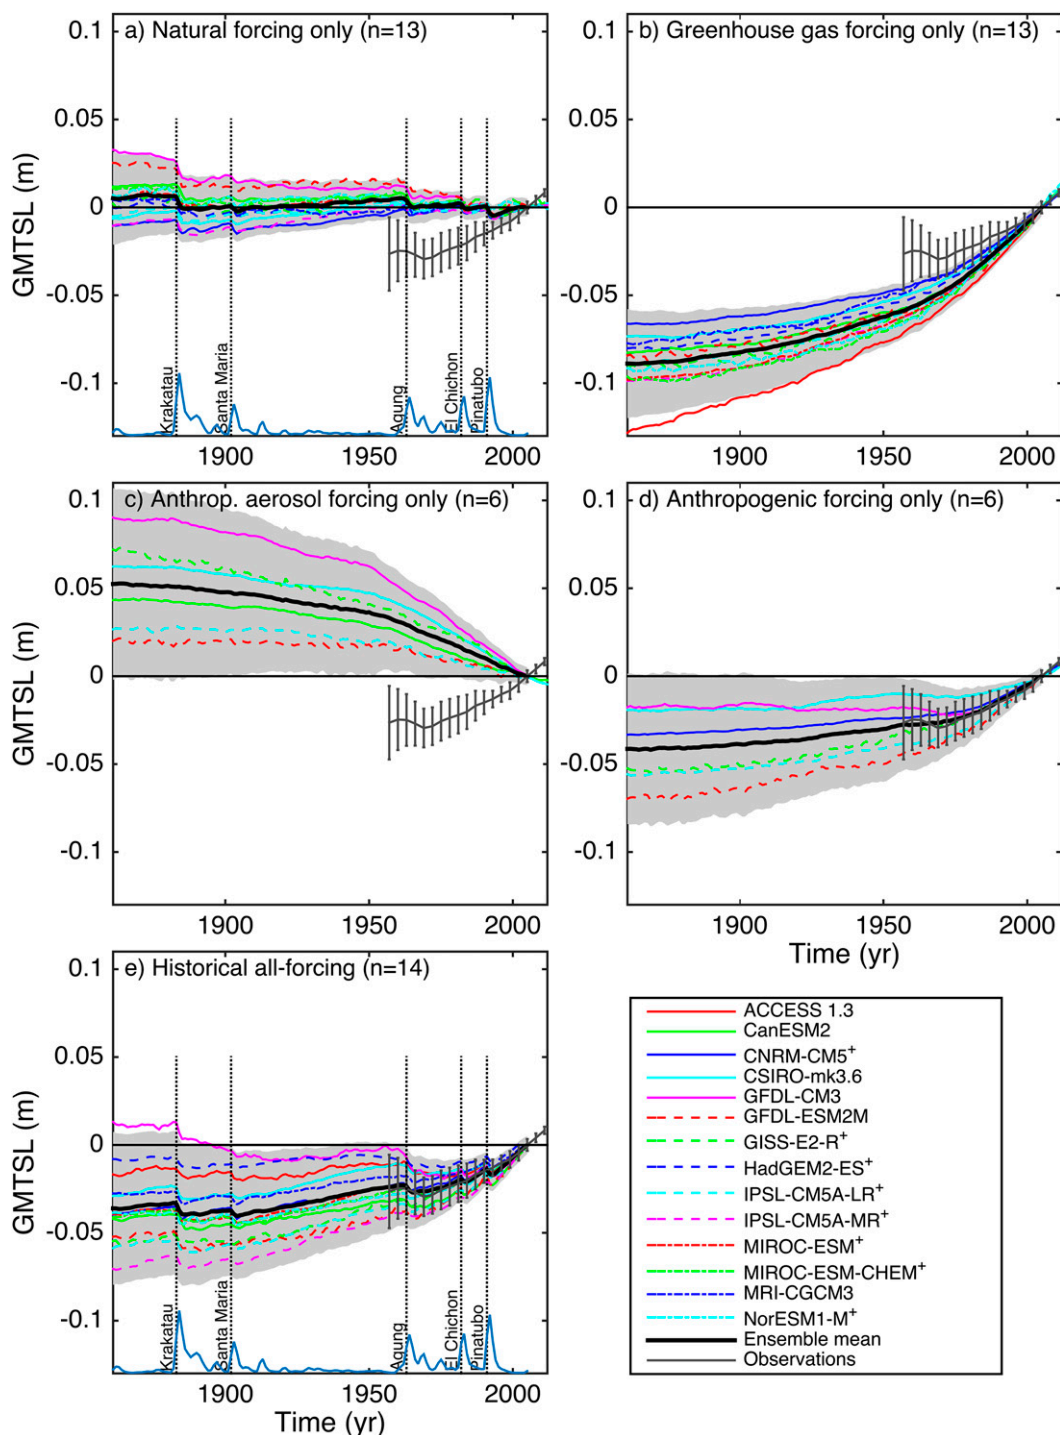 a) Natural forcing only (n=13)
0.1
0.05
0
-0.05
-0.1
GMTSL (m)
Krakatau
Santa Maria
Agung
El Chichon
Pinatubo
1900
1950
2000
b) Greenhouse gas forcing only (n=13)
0.1
0.05
0
-0.05
-0.1
1900
1950
2000
c) Anthrop. aerosol forcing only (n=6)
0.1
0.05
0
-0.05
-0.1
GMTSL (m)
1900
1950
2000
d) Anthropogenic forcing only (n=6)
0.1
0.05
0
-0.05
-0.1
1900
1950
2000
Time (yr)
e) Historical all-forcing (n=14)
0.1
0.05
0
-0.05
-0.1
GMTSL (m)
Krakatau
Santa Maria
Agung
El Chichon
Pinatubo
1900
1950
2000
Time (yr)
ACCESS 1.3
CanESM2
CNRM-CM5+
CSIRO-mk3.6
GFDL-CM3
GFDL-ESM2M
GISS-E2-R+
HadGEM2-ES+
IPSL-CM5A-LR+
IPSL-CM5A-MR+
MIROC-ESM+
MIROC-ESM-CHEM+
MRI-CGCM3
NorESM1-M+
Ensemble mean
Observations